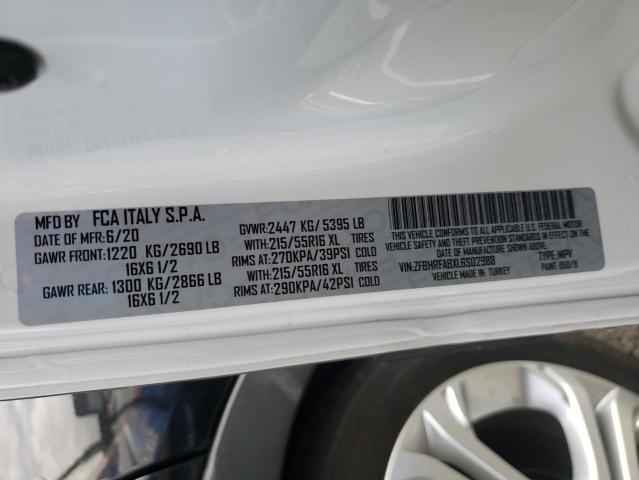 MFD BY FCA ITALY S.P.A.
DATE OF MFR: 6/20
GAWR FRONT: 1220 KG/2690 LB
16X6 1/2
GAWR REAR: 1300 KG/2866 LB
16X6 1/2
GVWR: 2447 KG/ 5395 LB
WITH: 215/55R16 XL TIRES
RIMS AT: 270KPA/39PSI COLD
WITH: 215/55R16 XL TIRES
RIMS AT: 290KPA/42PSI COLD
THIS VEHICLE CONFORMS TO ALL APPLICABLE FEDERAL MOTOR
VEHICLE SAFETY, BUMPER, AND THEFT PREVENTION STANDARDS IN EFFECT
ON THE DATE OF MANUFACTURE SHOWN ABOVE.
VIN: ZFBHRFABXL6S02988 TYPE: MPV
VEHICLE MADE IN: TURKEY PAINT: